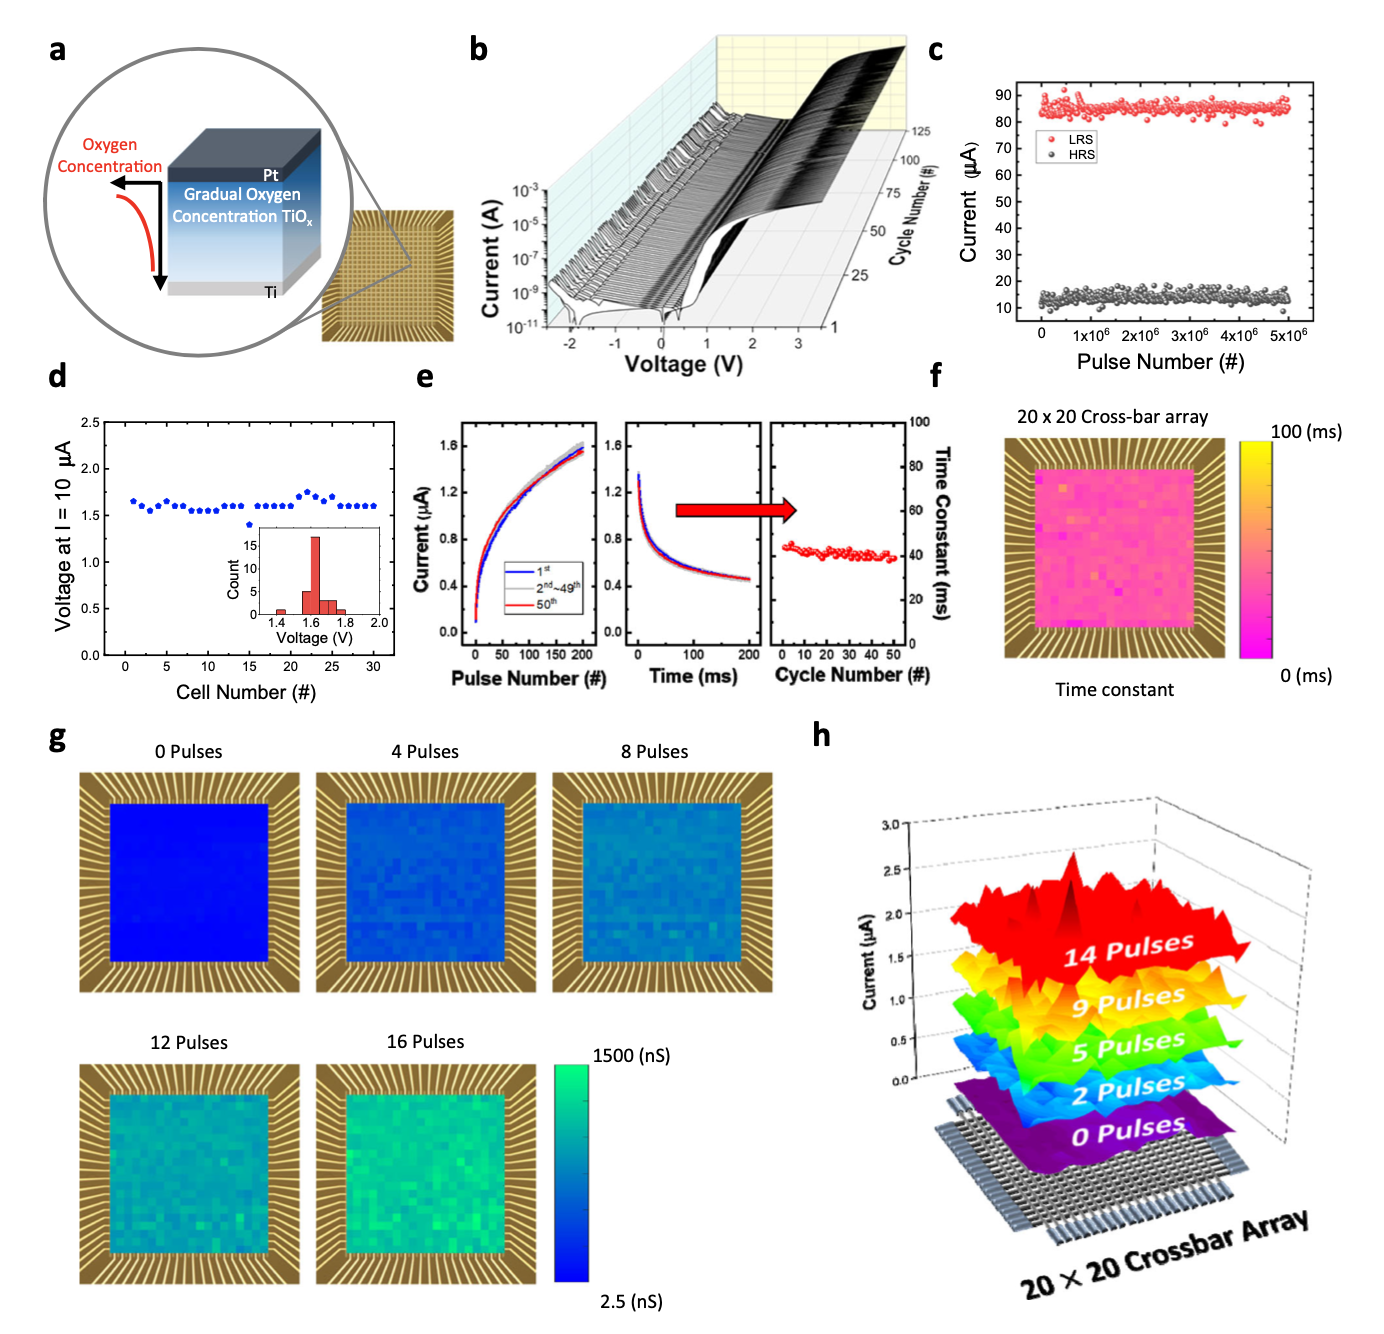 a
Oxygen
Concentration
Pt
Gradual Oxygen
Concentration TiOx
Ti
b
Current (A)
10-3
10-5
10-7
10-9
10-11
-2
-1
0
1
2
3
Voltage (V)
1
25
50
75
100
125
Cycle Number (#)
c
Current (μA)
90
80
70
60
50
40
30
20
10
LRS
HRS
0
1x10⁶
2x10⁶
3x10⁶
4x10⁶
5x10⁶
Pulse Number (#)
d
Voltage at I = 10 μA
2.5
2.0
1.5
1.0
0.5
0.0
0
5
10
15
20
25
30
Cell Number (#)
Count
15
10
5
0
1.4
1.6
1.8
2.0
Voltage (V)
e
Current (μA)
1.6
1.2
0.8
0.4
0.0
1st
2nd~49th
50th
0 50 100 150 200
Pulse Number (#)
1.6
1.2
0.8
0.4
0.0
0
100
200
Time (ms)
100
80
60
40
20
0
Time Constant (ms)
0 10 20 30 40 50
Cycle Number (#)
f
20 x 20 Cross-bar array
100 (ms)
0 (ms)
Time constant
g
0 Pulses
4 Pulses
8 Pulses
12 Pulses
16 Pulses
1500 (nS)
2.5 (nS)
h
Current (μA)
3.0
2.5
2.0
1.5
1.0
0.5
0.0
14 Pulses
9 Pulses
5 Pulses
2 Pulses
0 Pulses
20 × 20 Crossbar Array